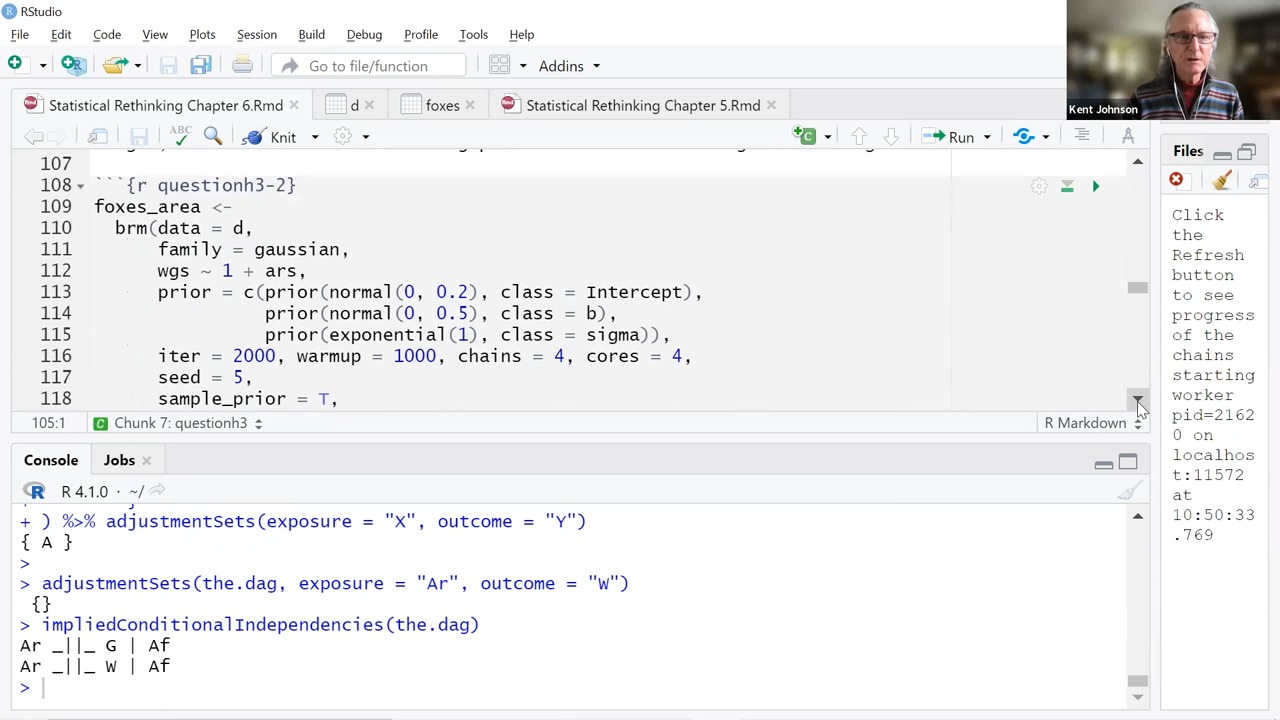 RStudio
File Edit Code View Plots Session Build Debug Profile Tools Help
Go to file/function Addins
Kent Johnson
Statistical Rethinking Chapter 6.Rmd d foxes Statistical Rethinking Chapter 5.Rmd
ABC Knit Run
107
108 ```{r questionh3-2}
109 foxes_area <-
110 brm(data = d,
111 family = gaussian,
112 wgs ~ 1 + ars,
113 prior = c(prior(normal(0, 0.2), class = Intercept),
114 prior(normal(0, 0.5), class = b),
115 prior(exponential(1), class = sigma)),
116 iter = 2000, warmup = 1000, chains = 4, cores = 4,
117 seed = 5,
118 sample_prior = T,
105:1 Chunk 7: questionh3 R Markdown
Console Jobs
R 4.1.0 · ~/
+ ) %>% adjustmentSets(exposure = "X", outcome = "Y")
{ A }
>
> adjustmentSets(the.dag, exposure = "Ar", outcome = "W")
{}
> impliedConditionalIndependencies(the.dag)
Ar _||_ G | Af
Ar _||_ W | Af
>
Files
Click
the
Refresh
button
to see
progress
of the
chains
starting
worker
pid=2162
0 on
localhos
t:11572
at
10:50:33
.769